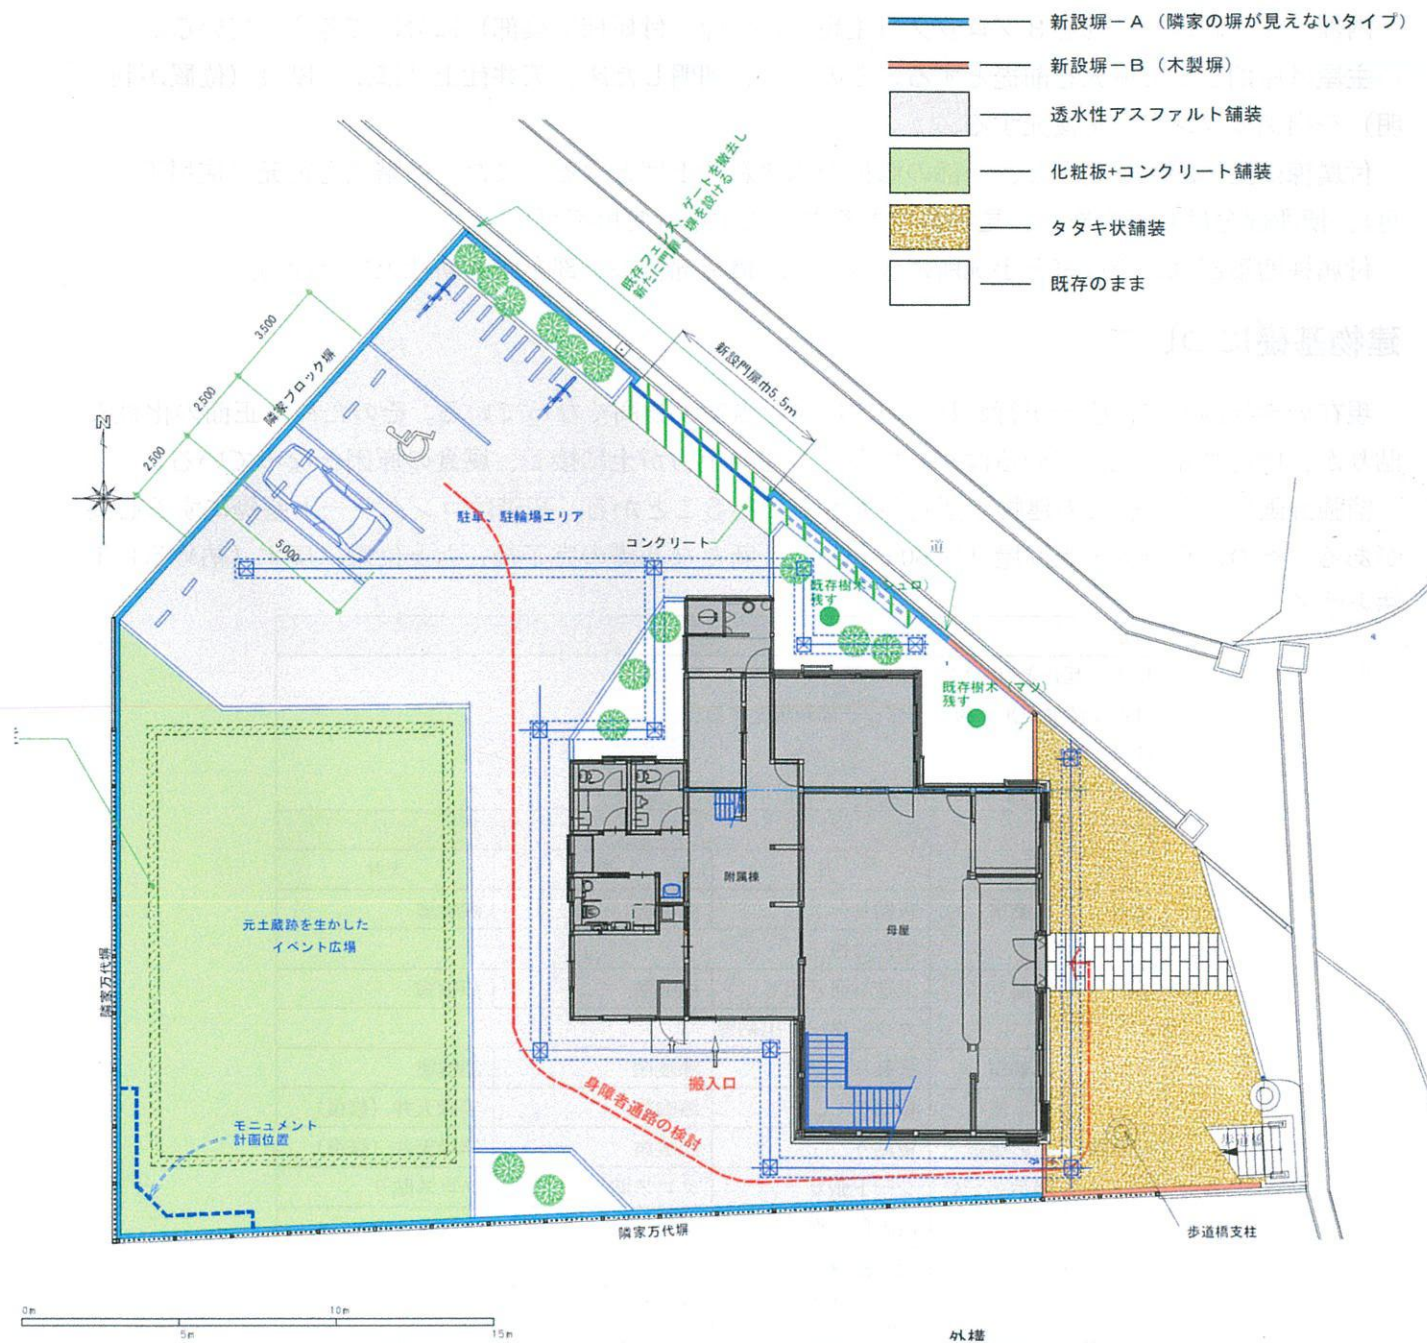 新設塀－A（隣家の塀が見えないタイプ）
新設塀－B（木製塀）
透水性アスファルト舗装
化粧板+コンクリート舗装
タタキ状舗装
既存のまま
既存フェンス、ゲートを撤去し
新たに門扉、塀を設ける
新設門扉巾5.5m
3,500
2,500
2,500
5,000
隣家ブロック塀
N
駐車、駐輪場エリア
コンクリート
道
既存樹木（シュロ）
残す
既存樹木（マツ）
残す
附属棟
母屋
元土蔵跡を生かした
イベント広場
隣家万代塀
モニュメント
計画位置
搬入口
身障者通路の検討
歩道橋
隣家万代塀
歩道橋支柱
0m
10m
5m
15m
外構